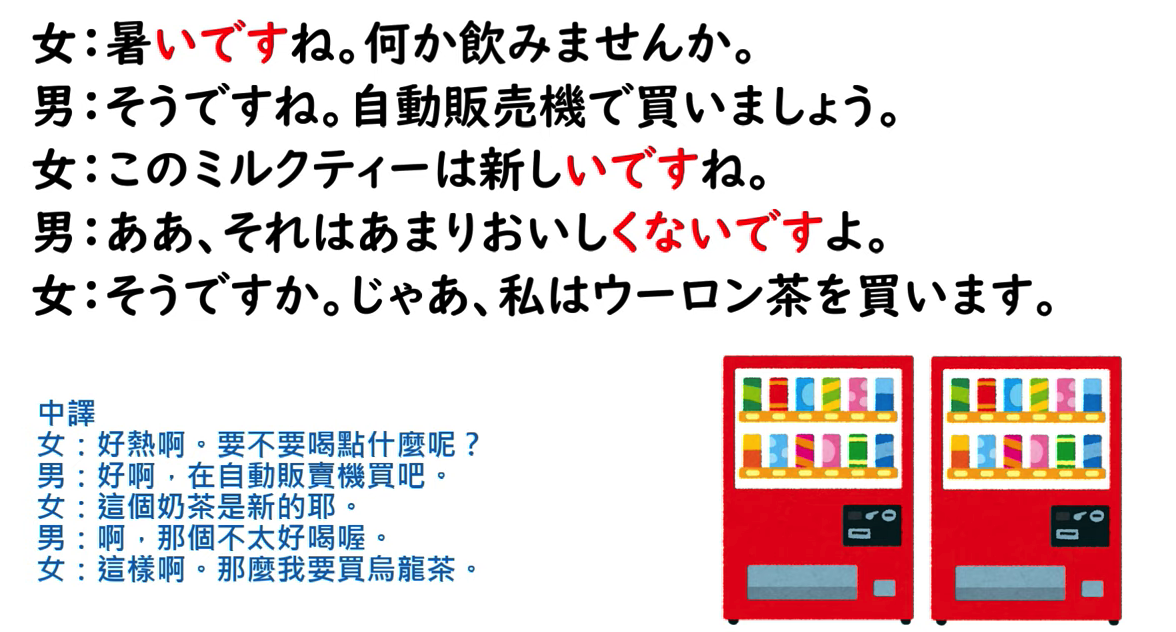 女：暑いですね。何か飲みませんか。
男：そうですね。自動販売機で買いましょう。
女：このミルクティーは新しいですね。
男：ああ、それはあまりおいしくないですよ。
女：そうですか。じゃあ、私はウーロン茶を買います。
中譯
女：好熱啊。要不要喝點什麼呢？
男：好啊，在自動販賣機買吧。
女：這個奶茶是新的耶。
男：啊，那個不太好喝喔。
女：這樣啊。那麼我要買烏龍茶。